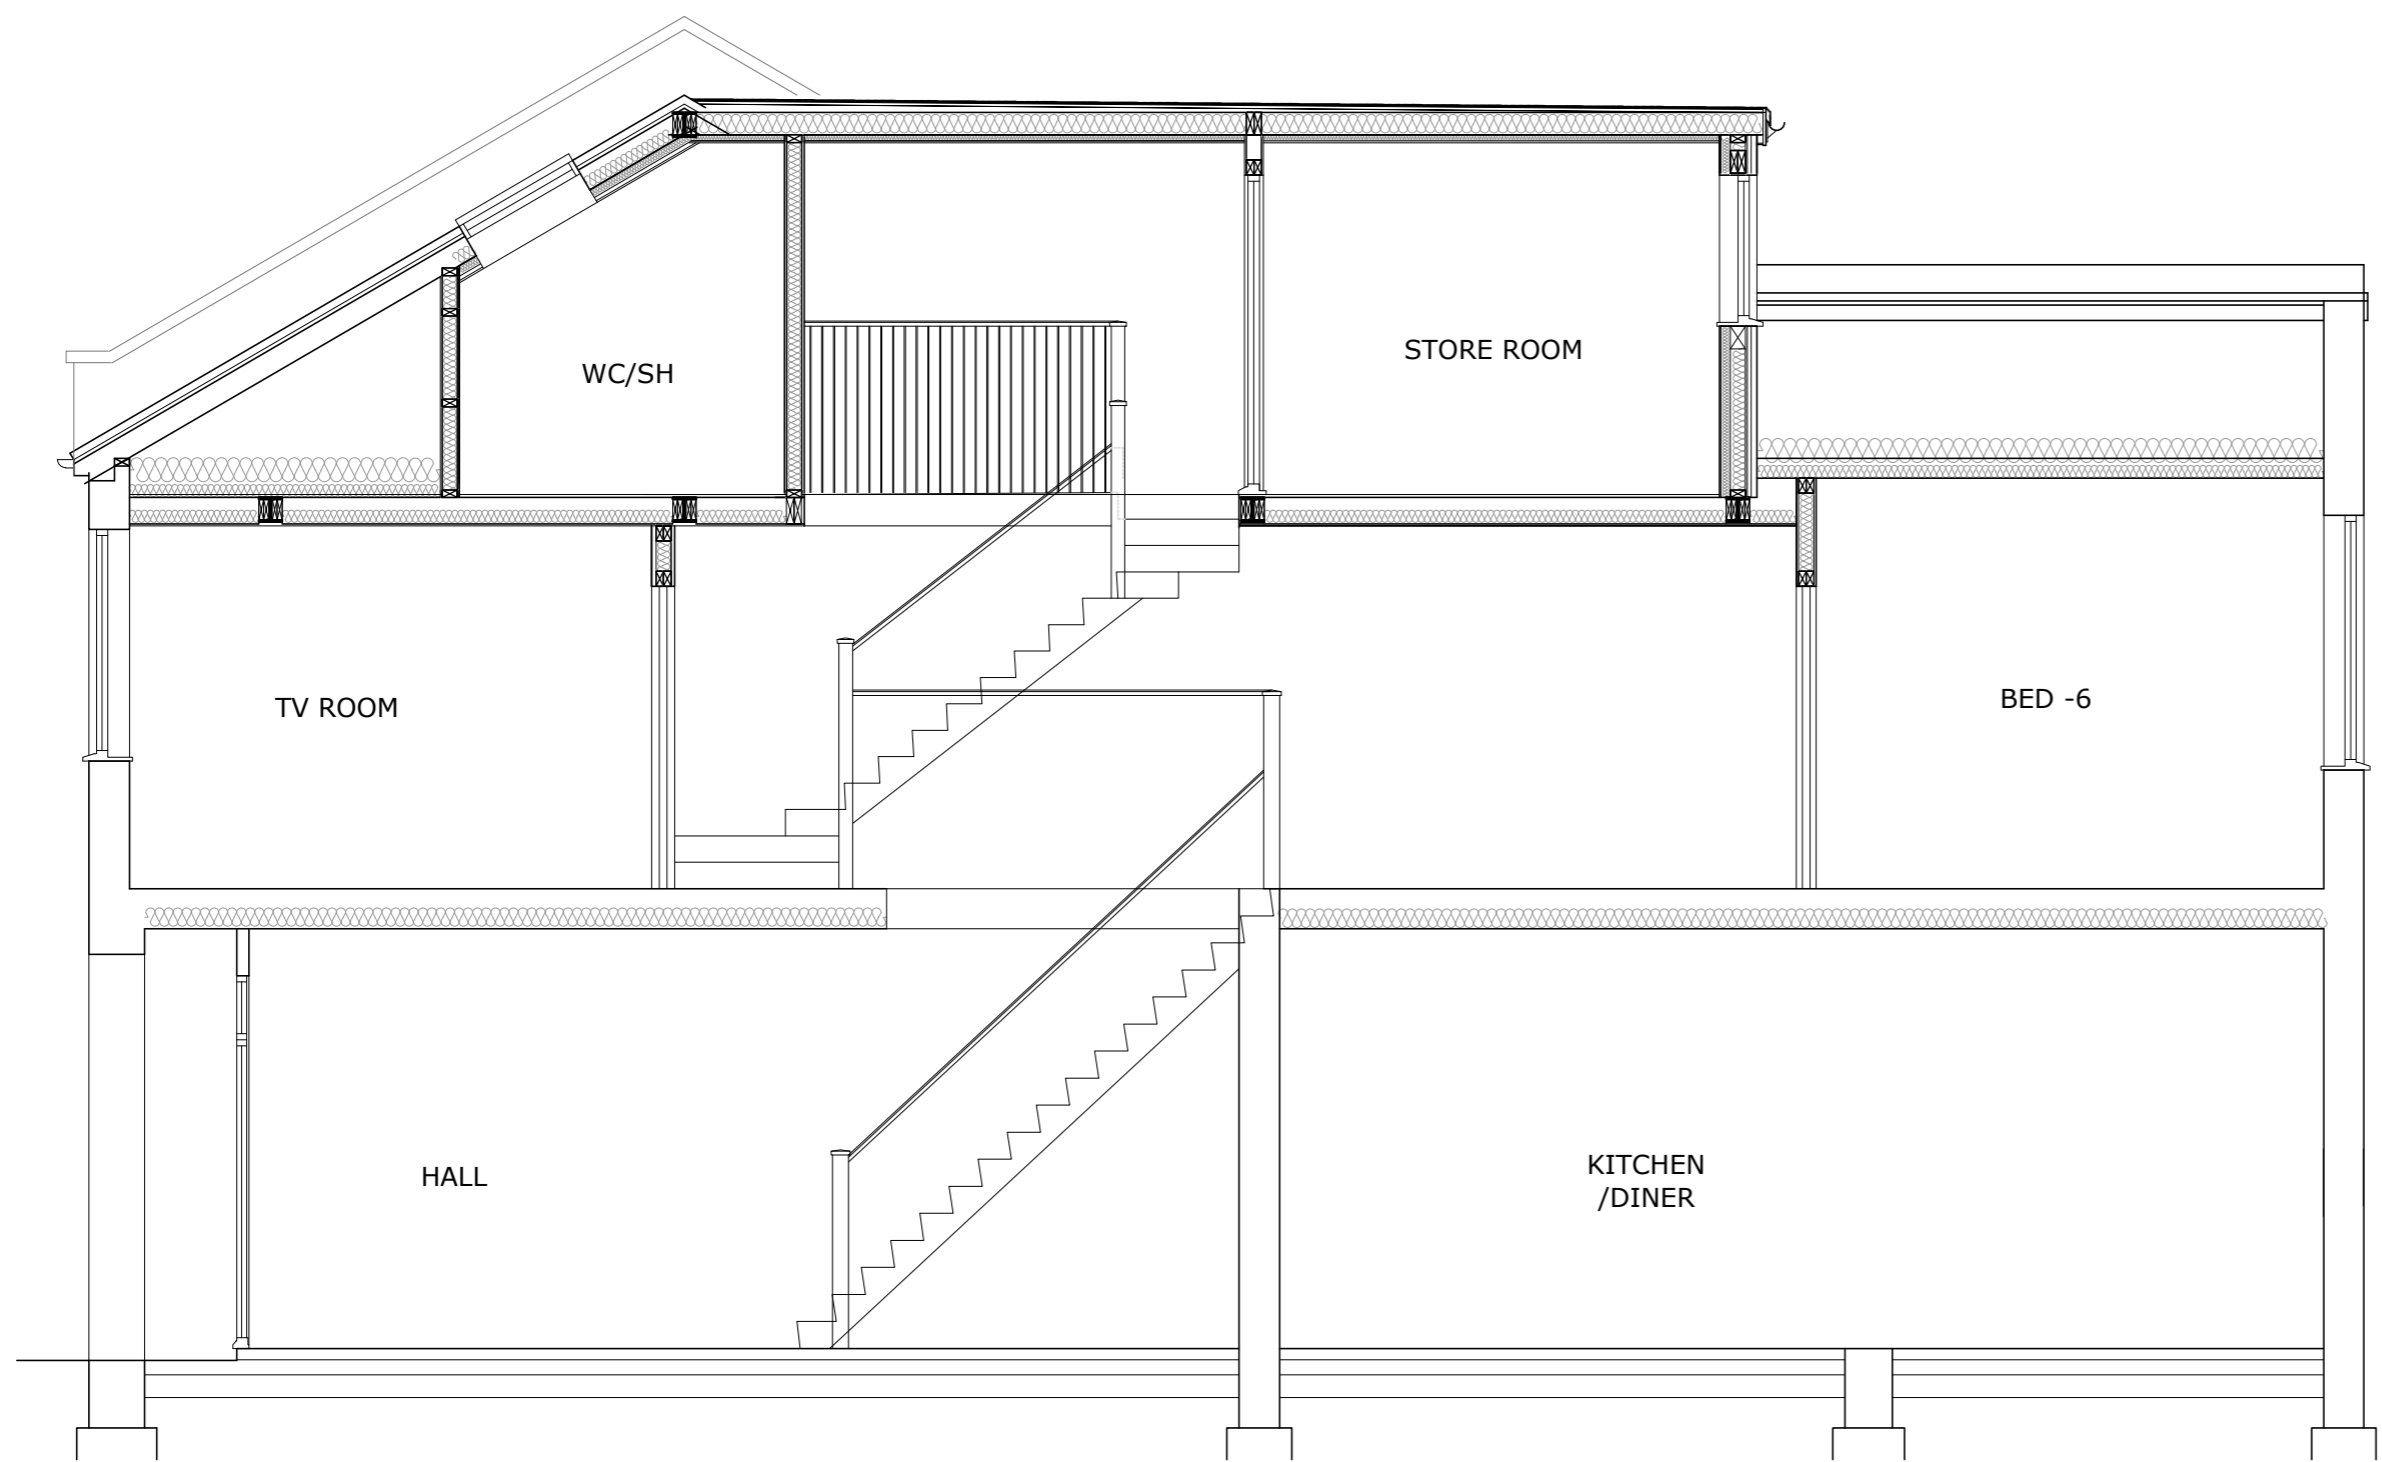 STORE ROOM
WC/SH
BED -6
TV ROOM
KITCHEN
/DINER
HALL